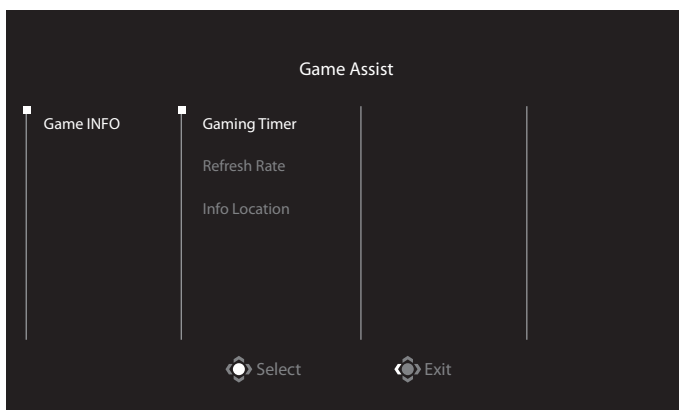 Game Assist
Game INFO
Gaming Timer
Refresh Rate
Info Location
Select
Exit